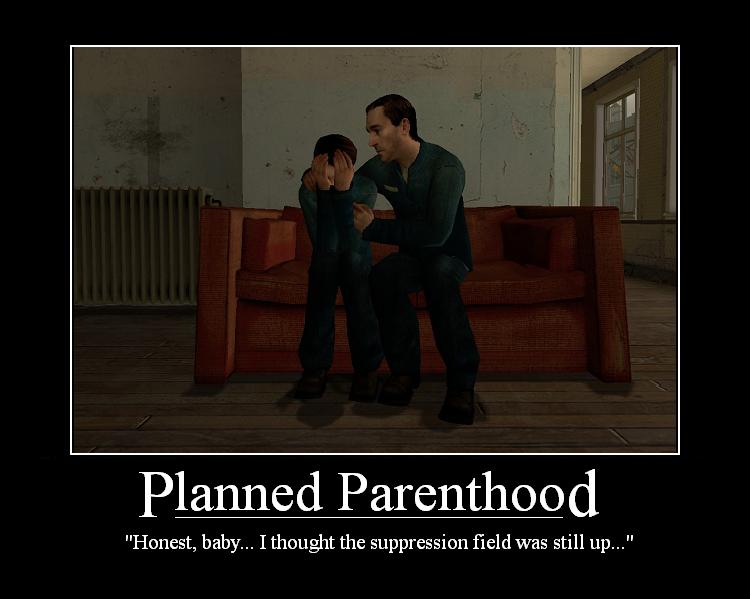 Planned Parenthood
"Honest, baby... I thought the suppression field was still up..."